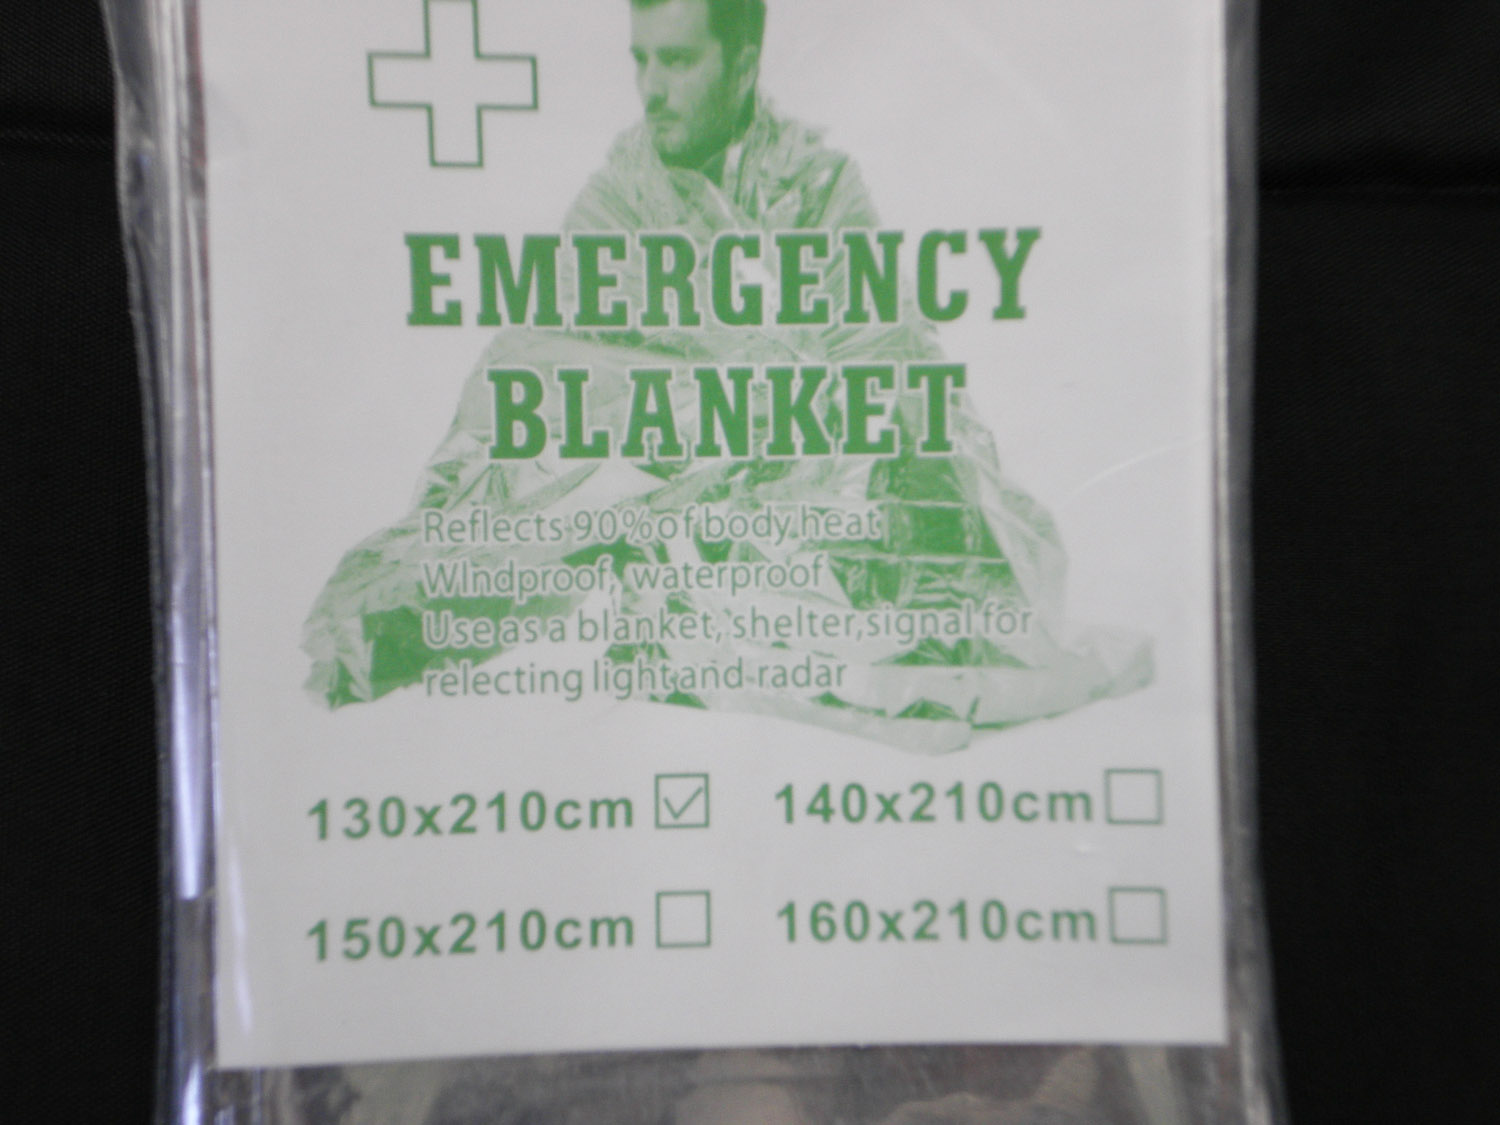 EMERGENCY
BLANKET
Reflects 90% of body heat
WIndproof, waterproof
Use as a blanket, shelter,signal for
relecting light and radar
130x210cm 140x210cm
150x210cm 160x210cm